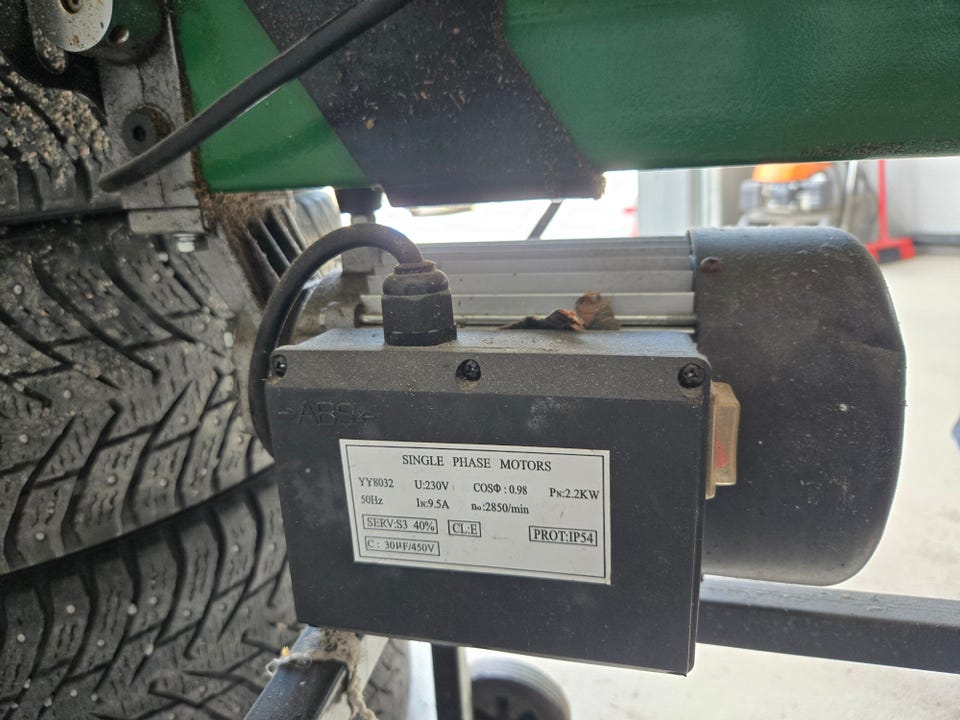 >ABS<
SINGLE PHASE MOTORS
YY8032 U:230V COSΦ:0.98 PN:2.2KW
50Hz IN:9.5A no:2850/min
SERV:S3 40% CL:E PROT:IP54
C: 30µF/450V